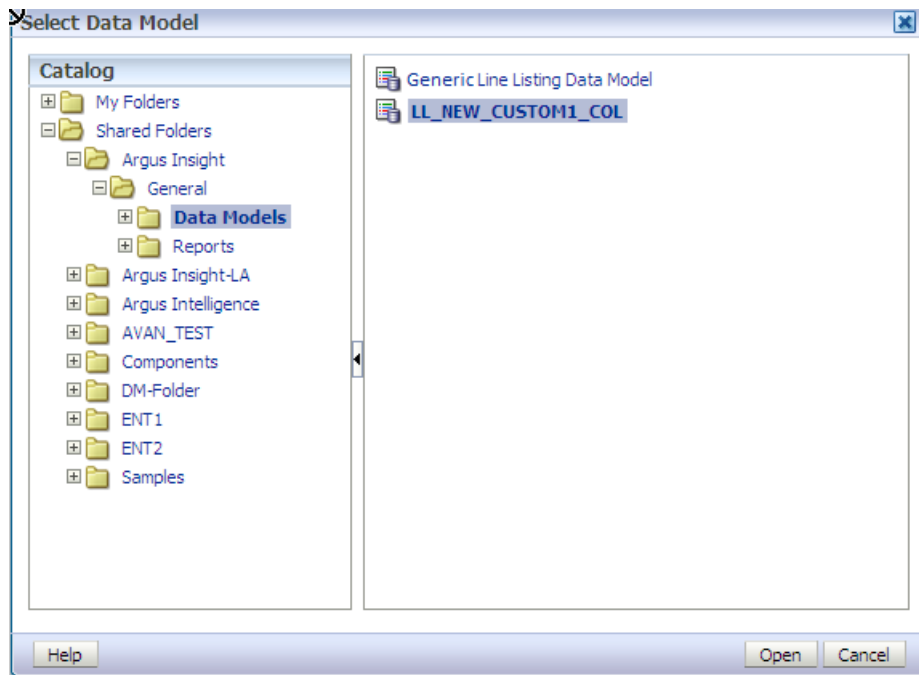 Select Data Model
Catalog
My Folders
Shared Folders
Argus Insight
General
Data Models
Reports
Argus Insight-LA
Argus Intelligence
AVAN_TEST
Components
DM-Folder
ENT1
ENT2
Samples
Generic Line Listing Data Model
LL_NEW_CUSTOM1_COL
Help
Open
Cancel